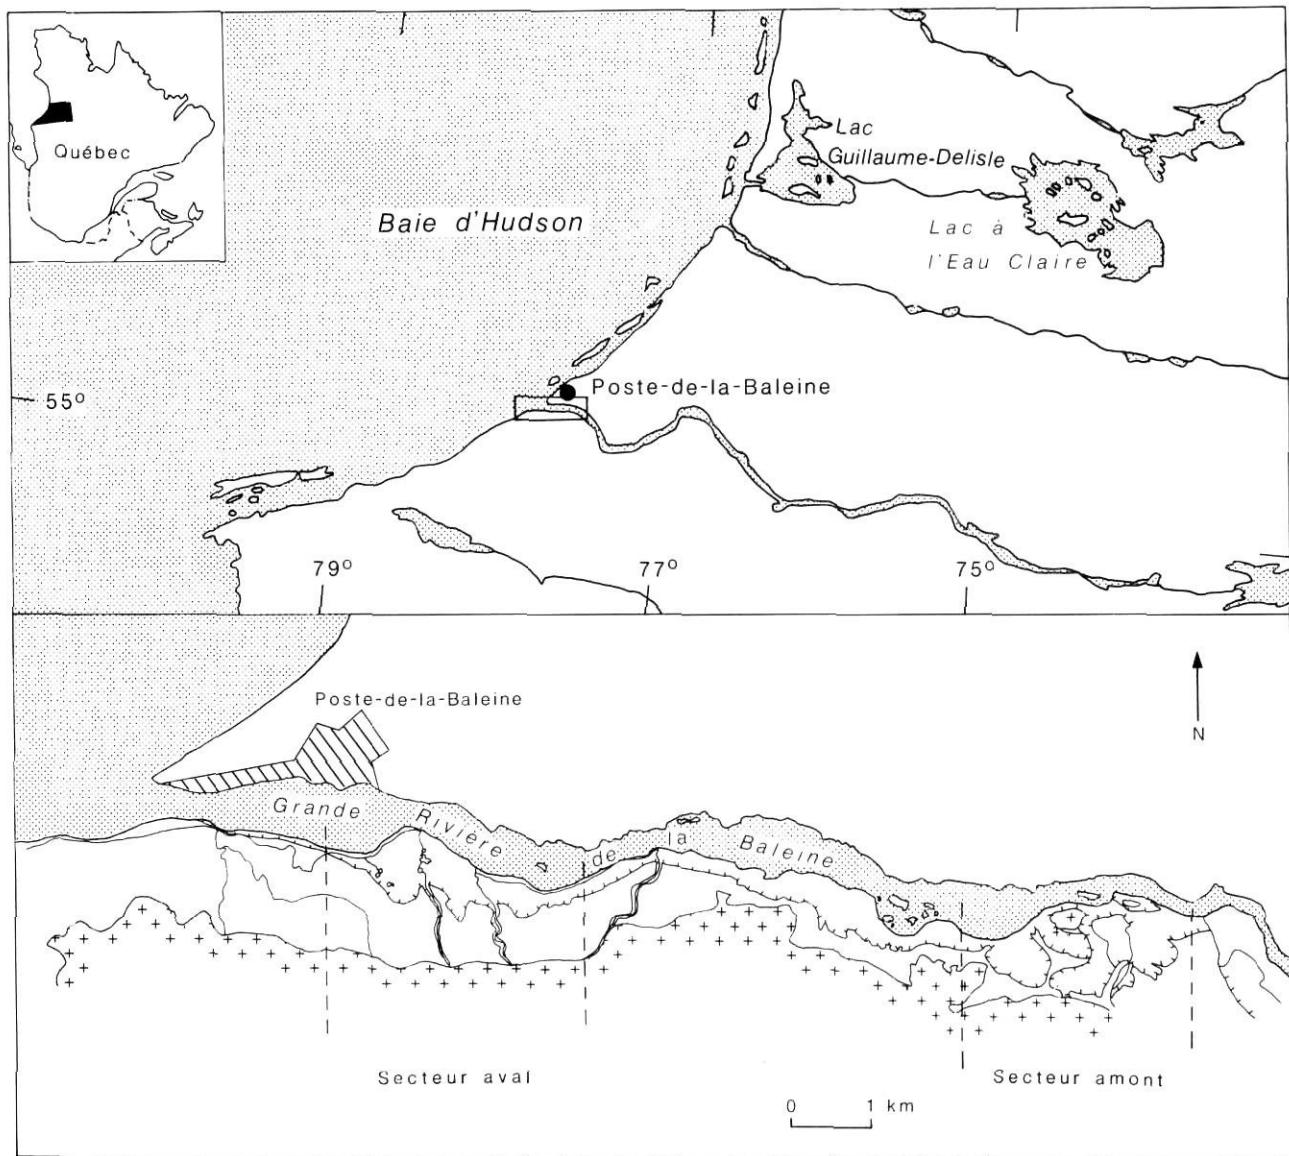 Québec
Baie d'Hudson
Lac
Guillaume-Delisle
Lac à
l'Eau Claire
Poste-de-la-Baleine
55°
79°
77°
75°
Poste-de-la-Baleine
N
Grande Rivière de la Baleine
Secteur aval
Secteur amont
0 1 km